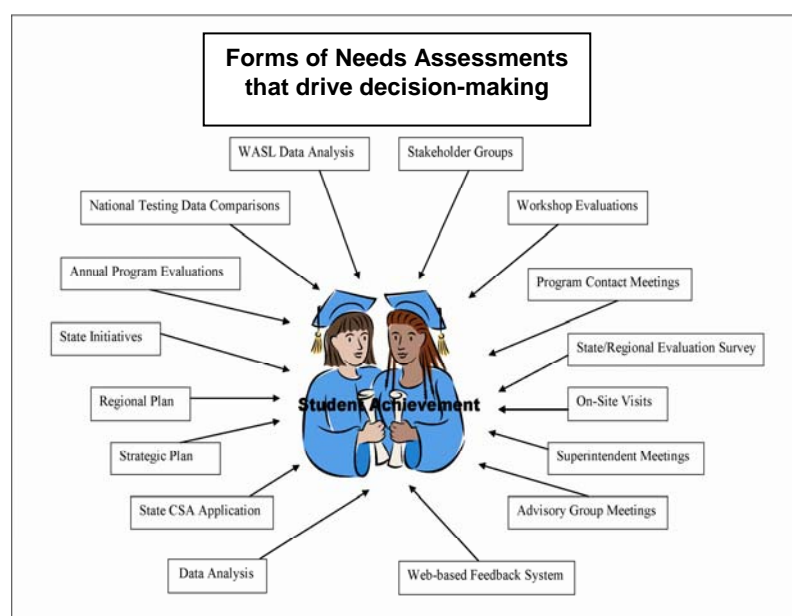 Forms of Needs Assessments
that drive decision-making
WASL Data Analysis
Stakeholder Groups
National Testing Data Comparisons
Workshop Evaluations
Annual Program Evaluations
Program Contact Meetings
State Initiatives
State/Regional Evaluation Survey
Regional Plan
Student Achievement
On-Site Visits
Strategic Plan
Superintendent Meetings
State CSA Application
Advisory Group Meetings
Data Analysis
Web-based Feedback System